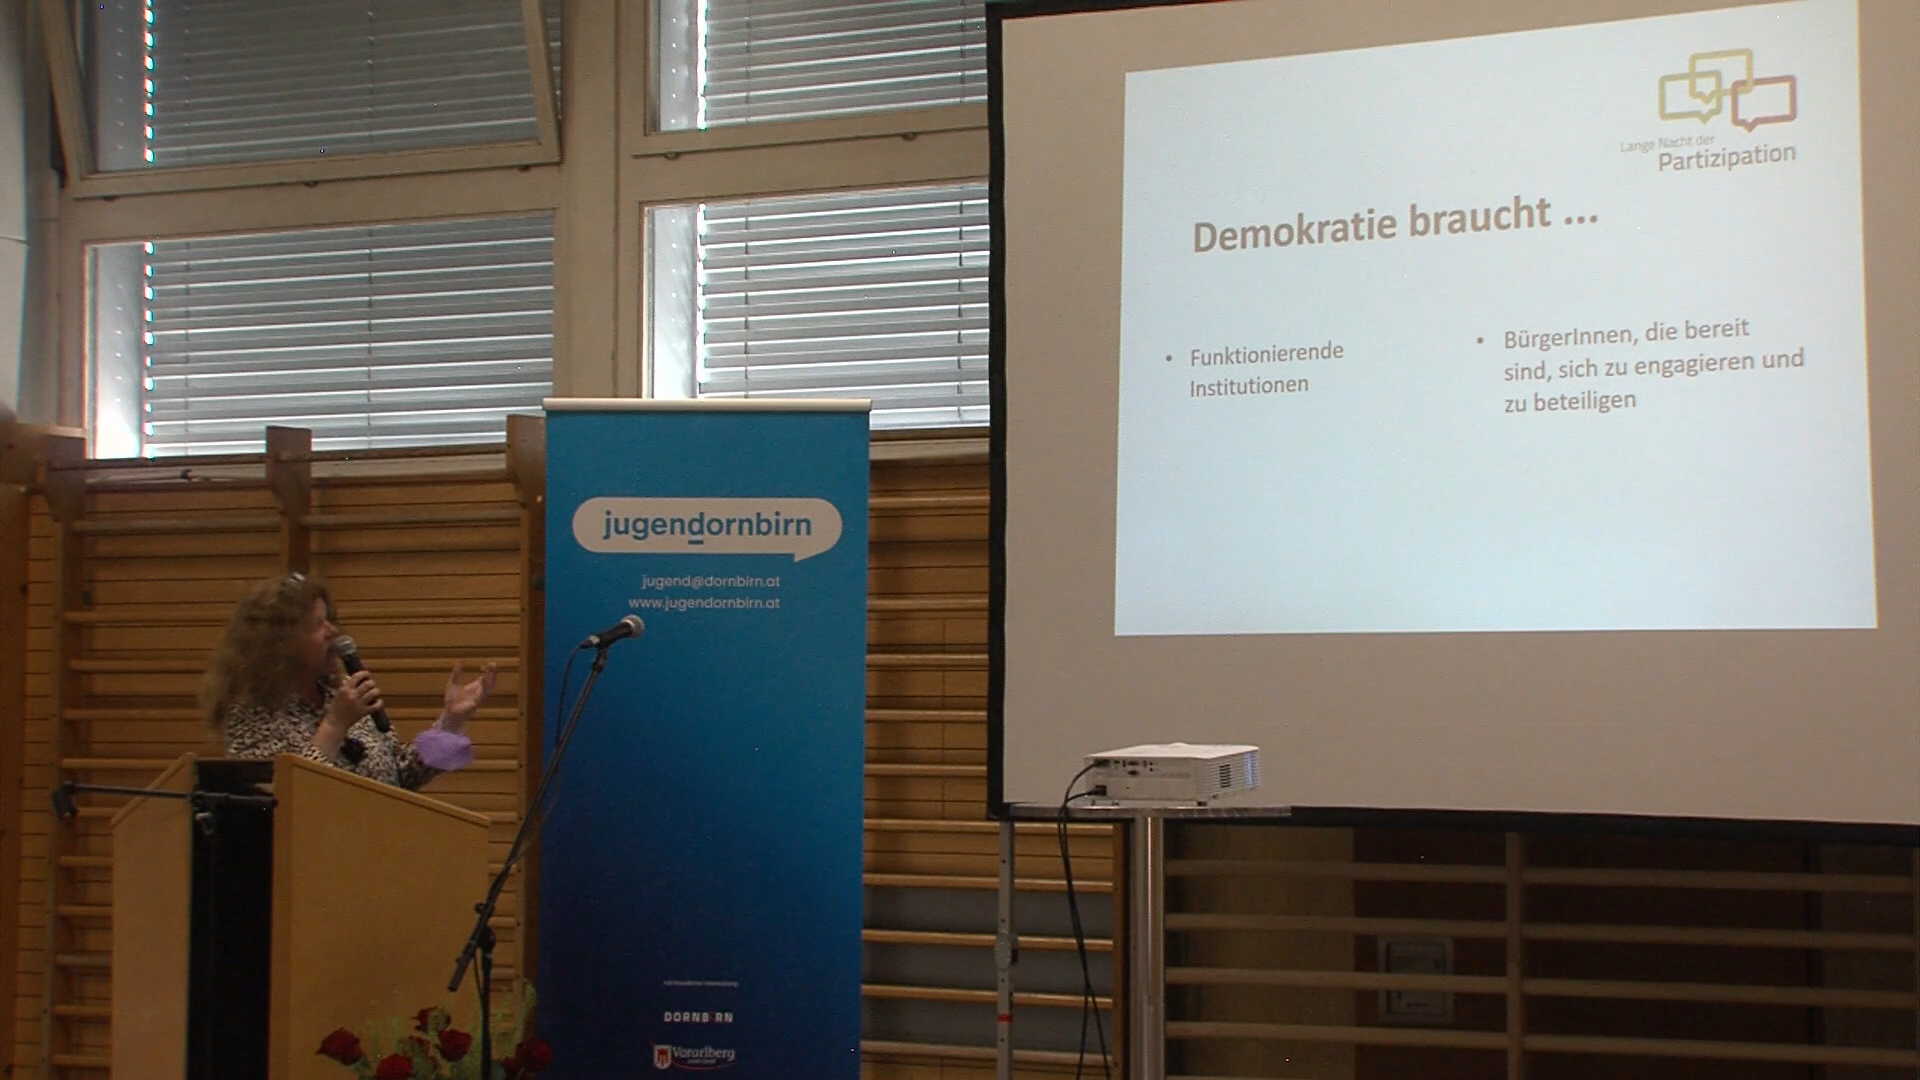 Lange Nacht der
Partizipation
Demokratie braucht ...
• Funktionierende
Institutionen
• BürgerInnen, die bereit
sind, sich zu engagieren und
zu beteiligen
jugendornbirn
jugend@dornbirn.at
www.jugendornbirn.at
DORNBIRN
Vorarlberg